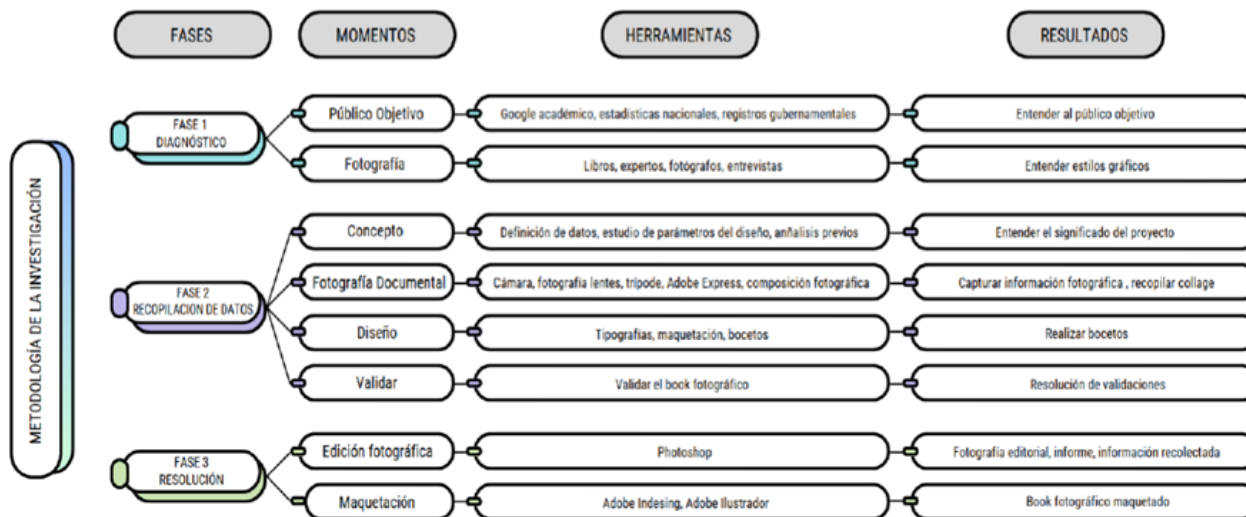 FASES
MOMENTOS
HERRAMIENTAS
RESULTADOS
METODOLOGÍA DE LA INVESTIGACIÓN
FASE 1
DIAGNÓSTICO
Público Objetivo
Google académico, estadísticas nacionales, registros gubernamentales
Entender al público objetivo
Fotografía
Libros, expertos, fotógrafos, entrevistas
Entender estilos gráficos
FASE 2
RECOPILACION DE DATOS
Concepto
Definición de datos, estudio de parámetros del diseño, añalisis previos
Entender el significado del proyecto
Fotografía Documental
Cámara, fotografía lentes, trípode, Adobe Express, composición fotográfica
Capturar información fotográfica , recopilar collage
Diseño
Tipografías, maquetación, bocetos
Realizar bocetos
Validar
Validar el book fotográfico
Resolución de validaciones
FASE 3
RESOLUCIÓN
Edición fotográfica
Photoshop
Fotografía editorial, informe, información recolectada
Maquetación
Adobe Indesing, Adobe Ilustrador
Book fotográfico maquetado